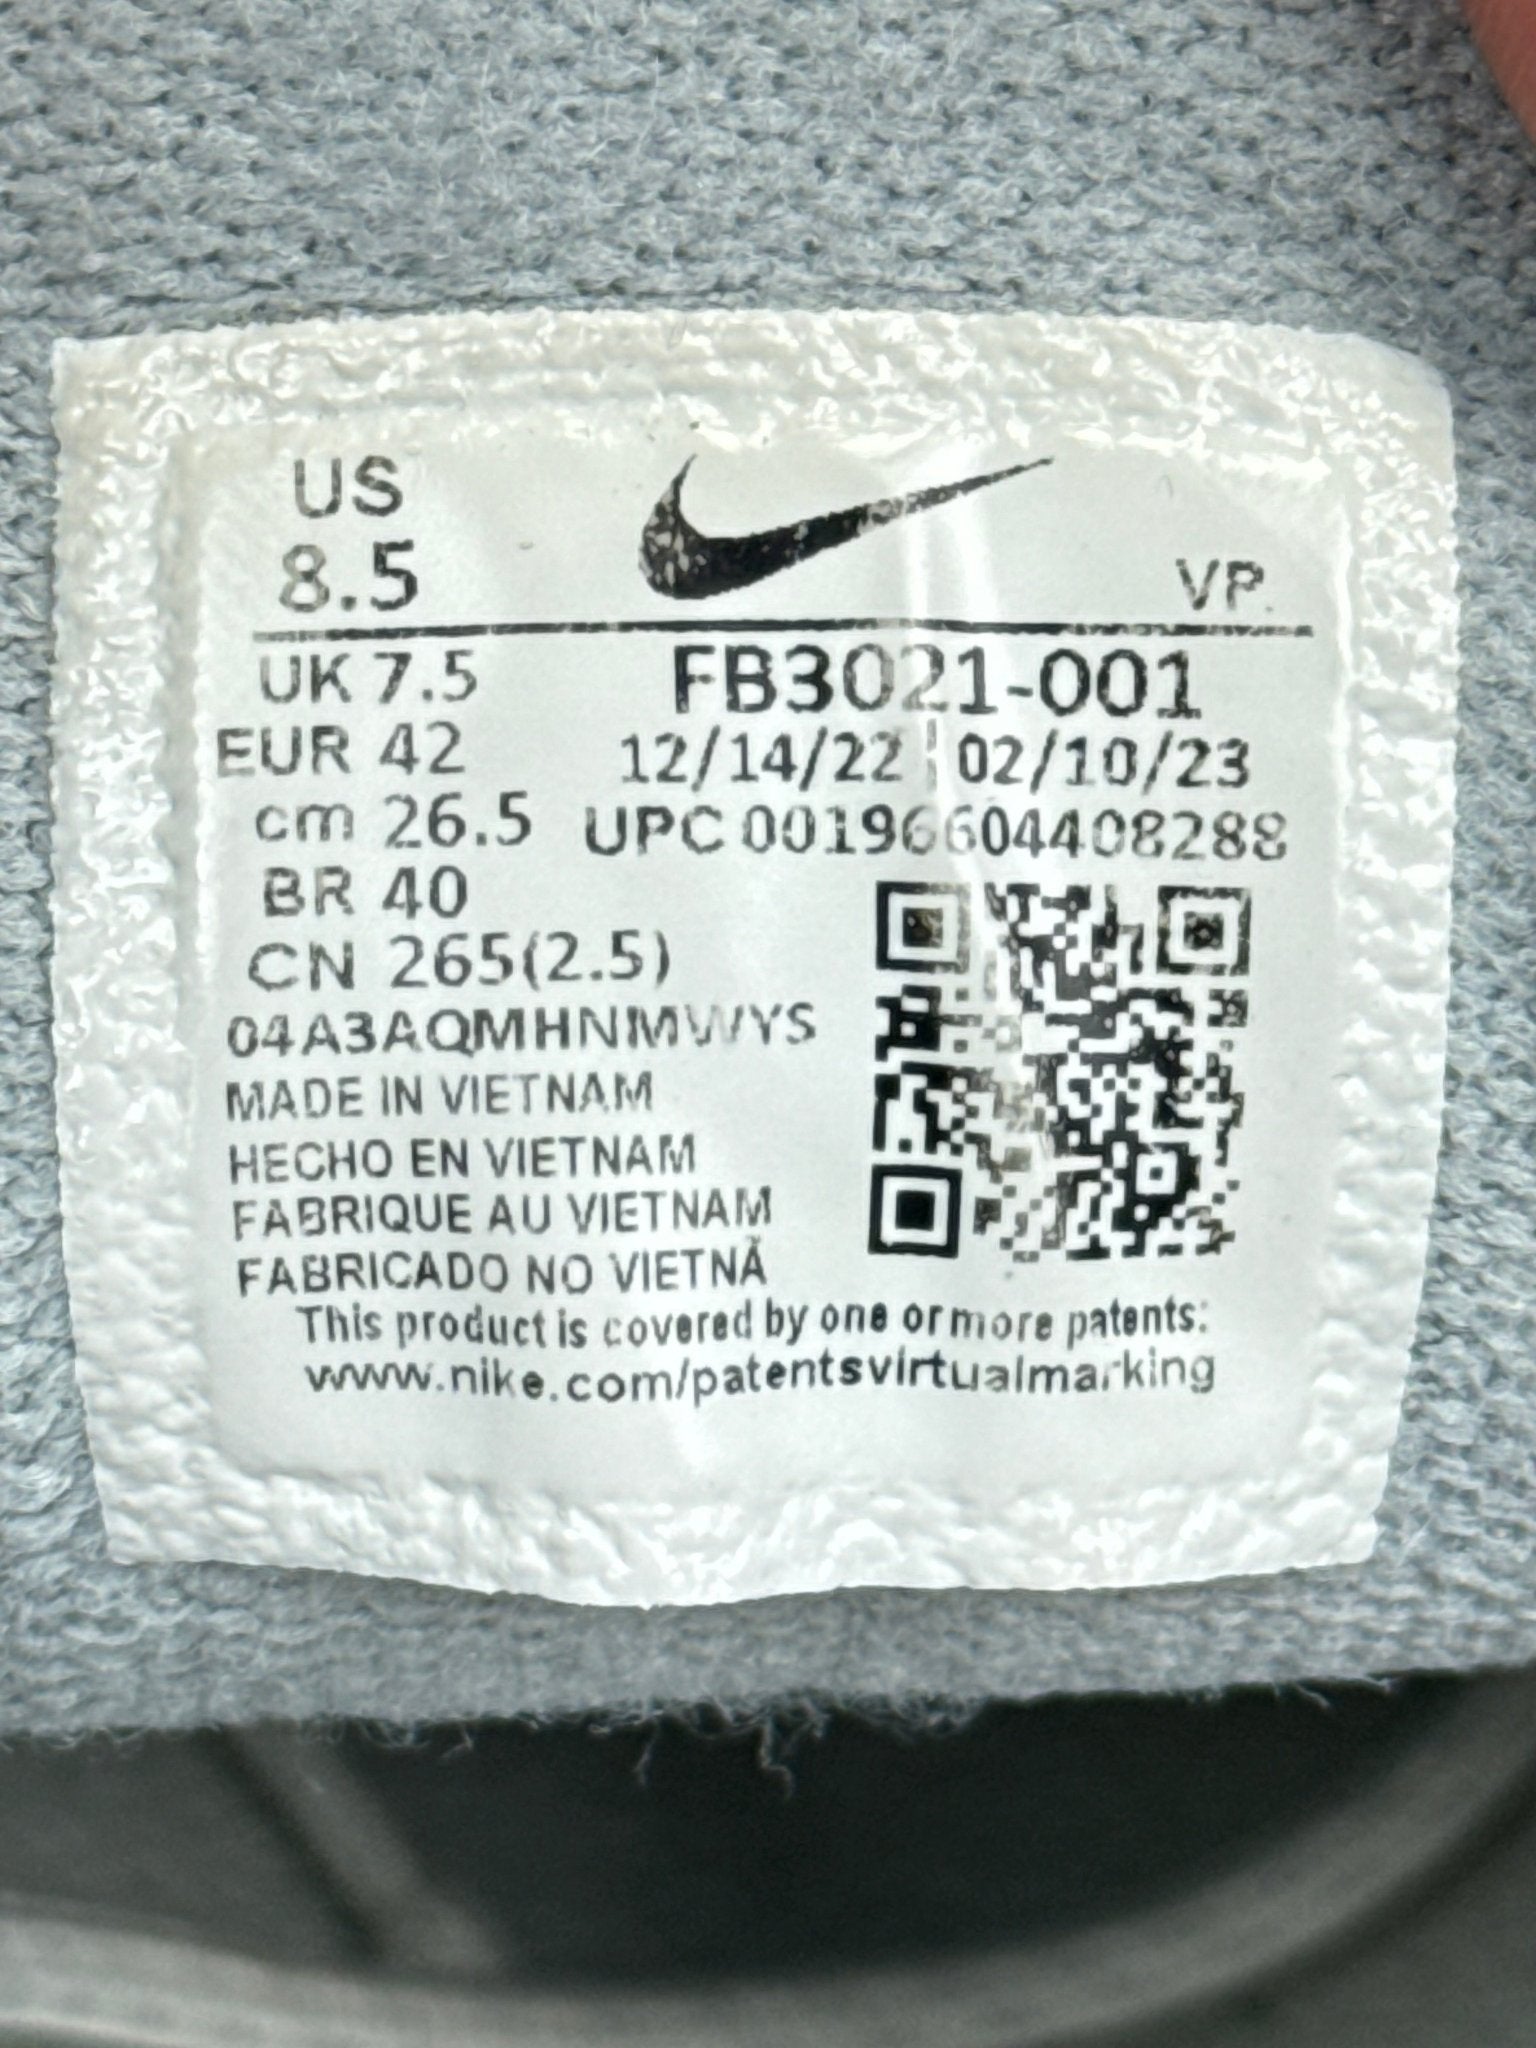 US
8.5
VP.
UK 7.5
FB3021-001
EUR 42
12/14/22 02/10/23
cm 26.5
UPC 00196604408288
BR 40
CN 265(2.5)
04A3AQMHNMWYS
MADE IN VIETNAM
HECHO EN VIETNAM
FABRIQUE AU VIETNAM
FABRICADO NO VIETNÃ
This product is covered by one or more patents:
www.nike.com/patentsvirtualmarking